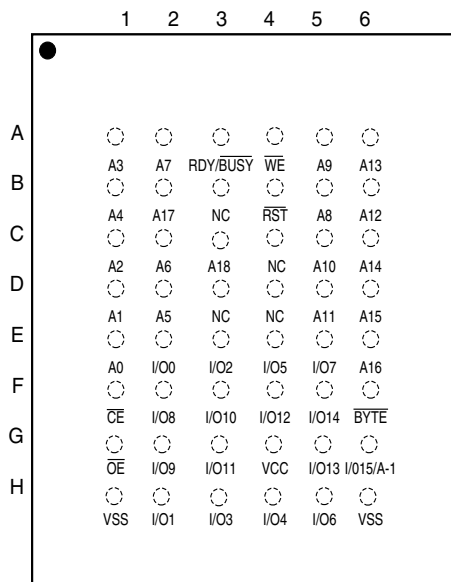 1 2 3 4 5 6
A
A3 A7 RDY/BUSY WE A9 A13
B
A4 A17 NC RST A8 A12
C
A2 A6 A18 NC A10 A14
D
A1 A5 NC NC A11 A15
E
A0 I/O0 I/O2 I/O5 I/O7 A16
F
CE I/O8 I/O10 I/O12 I/O14 BYTE
G
OE I/O9 I/O11 VCC I/O13 I/015/A-1
H
VSS I/O1 I/O3 I/O4 I/O6 VSS